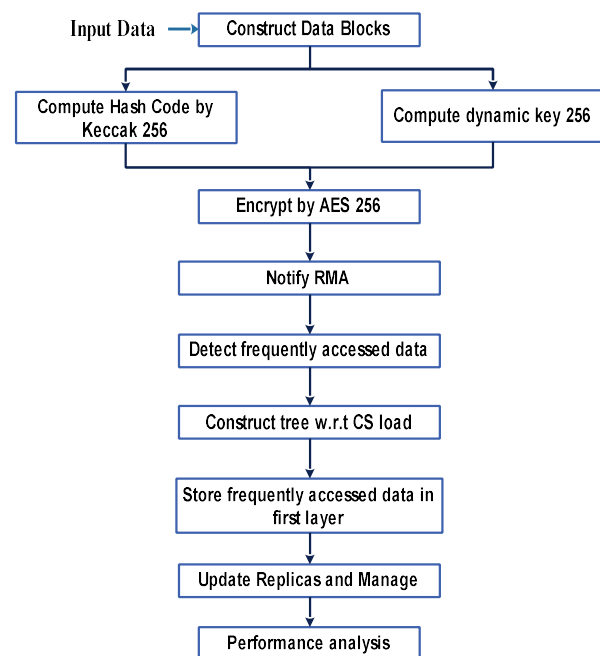 Input Data
Construct Data Blocks
Compute Hash Code by
Keccak 256
Compute dynamic key 256
Encrypt by AES 256
Notify RMA
Detect frequently accessed data
Construct tree w.r.t CS load
Store frequently accessed data in
first layer
Update Replicas and Manage
Performance analysis